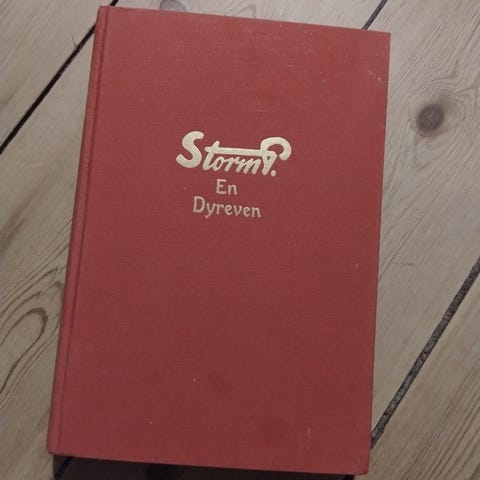 Storm P.
En
Dyreven